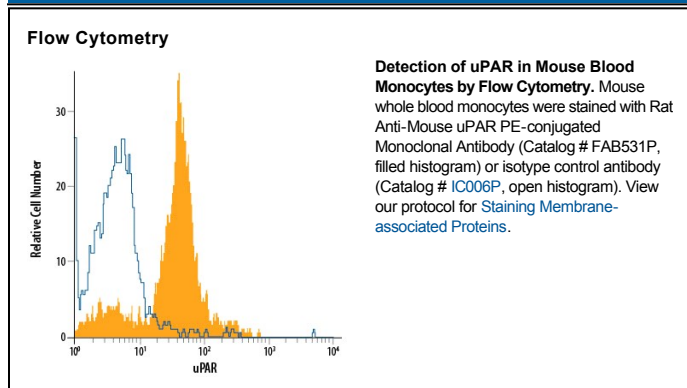 Flow Cytometry
Relative Cell Number
30
20
10
0
10⁰ 10¹ 10² 10³ 10⁴
uPAR
Detection of uPAR in Mouse Blood
Monocytes by Flow Cytometry. Mouse
whole blood monocytes were stained with Rat
Anti-Mouse uPAR PE-conjugated
Monoclonal Antibody (Catalog # FAB531P,
filled histogram) or isotype control antibody
(Catalog # IC006P, open histogram). View
our protocol for Staining Membrane-
associated Proteins.